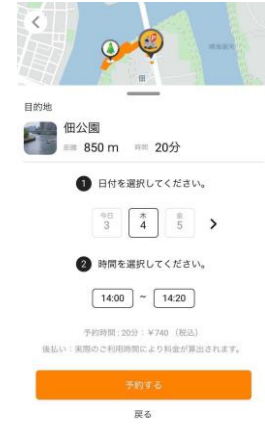 佃
目的地
佃公園
距離 850 m 時間 20分
1 日付を選択してください。
今日 木 金
3 4 5
2 時間を選択してください。
14:00 ~ 14:20
予約時間:20分:¥740 (税込)
後払い:実際のご利用時間により料金が算出されます。
予約する
戻る